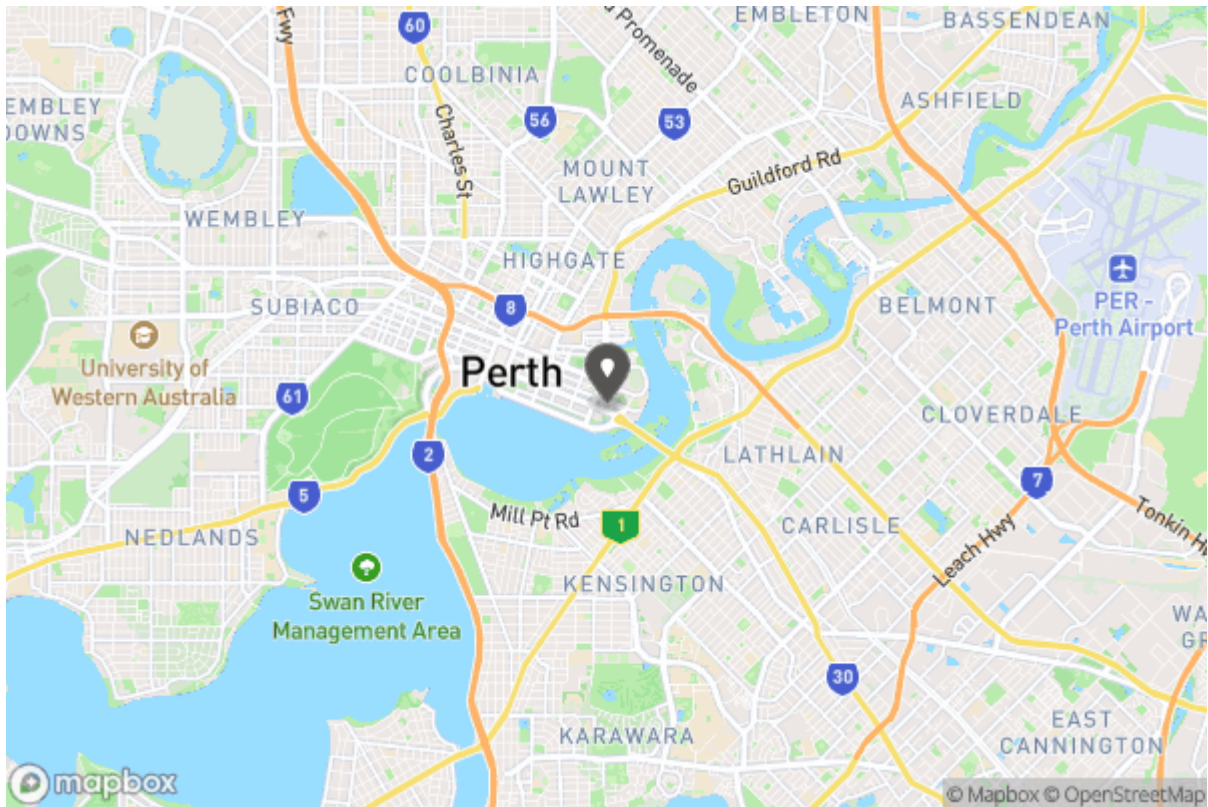 EMBLETON
BASSENDEAN
Fwy
60
Promenade
COOLBINIA
ASHFIELD
EMBLEY
DOWNS
Charles St
56
53
MOUNT
LAWLEY
Guildford Rd
WEMBLEY
HIGHGATE
SUBIACO
8
BELMONT
PER -
Perth Airport
University of
Western Australia
Perth
61
CLOVERDALE
2
LATHLAIN
7
5
Mill Pt Rd
1
CARLISLE
Tonkin Hw
NEDLANDS
Leach Hwy
KENSINGTON
Swan River
Management Area
WA
GR
30
KARAWARA
EAST
CANNINGTON
mapbox
© Mapbox © OpenStreetMap